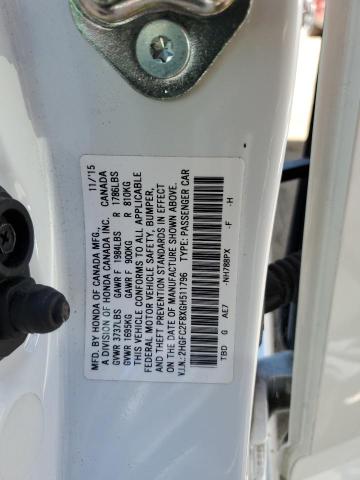 MFD. BY HONDA OF CANADA MFG., 11/'15
A DIVISION OF HONDA CANADA INC. CANADA
GVWR 3737LBS GAWR F 1984LBS R 1786LBS
GVWR 1695KG GAWR F 900KG R 810KG
THIS VEHICLE CONFORMS TO ALL APPLICABLE
FEDERAL MOTOR VEHICLE SAFETY, BUMPER,
AND THEFT PREVENTION STANDARDS IN EFFECT
ON THE DATE OF MANUFACTURE SHOWN ABOVE.
V.I.N.: 2HGFC2F6XGH511796 TYPE: PASSENGER CAR
TBD G AE7 -NH788PX -F -H